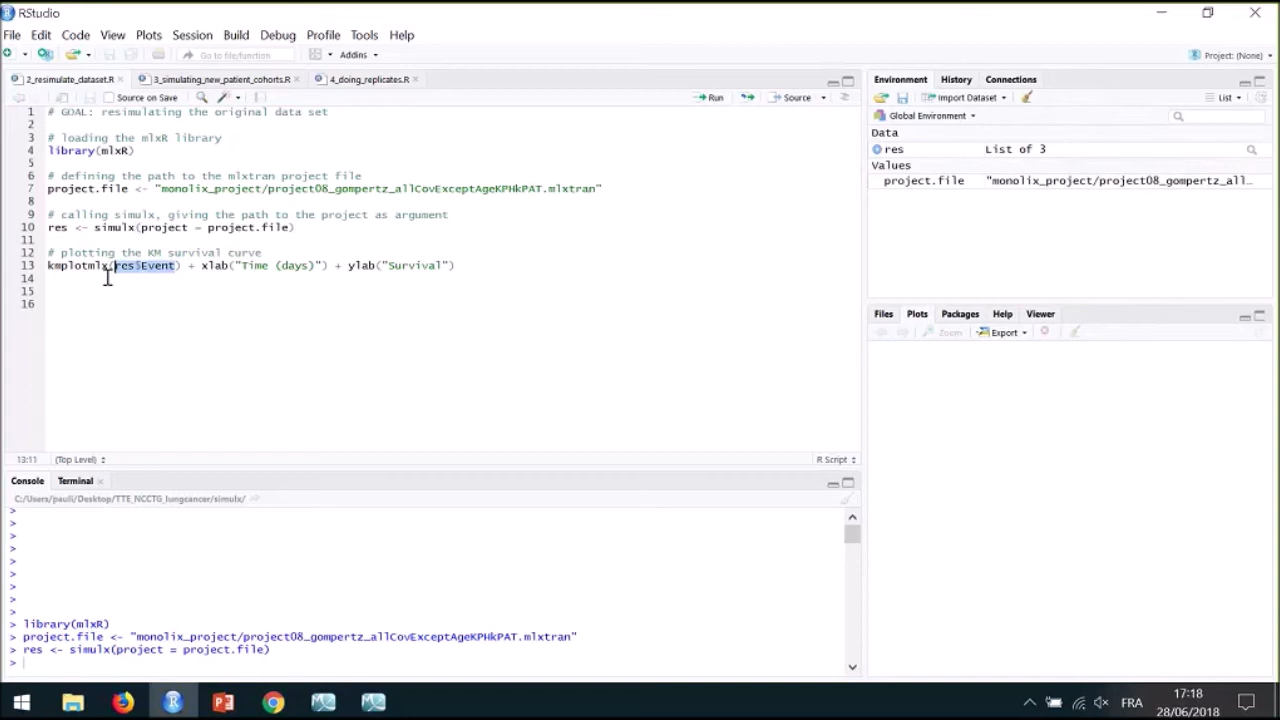 RStudio
File Edit Code View Plots Session Build Debug Profile Tools Help
Go to file/function Addins Project: (None)
2_resimulate_dataset.R 3_simulating_new_patient_cohorts.R 4_doing_replicates.R
Source on Save Run Source
1 # GOAL: resimulating the original data set
2
3 # loading the mlxR library
4 library(mlxR)
5
6 # defining the path to the mlxtran project file
7 project.file <- "monolix_project/project08_gompertz_allCovExceptAgeKPHkPAT.mlxtran"
8
9 # calling simulx, giving the path to the project as argument
10 res <- simulx(project = project.file)
11
12 # plotting the KM survival curve
13 kmplotmlx(res$Event) + xlab("Time (days)") + ylab("Survival")
14
15
16
13:11 (Top Level) R Script
Console Terminal
C:/Users/pauli/Desktop/TTE_NCCTG_lungcancer/simulx/
>
>
>
>
>
>
>
>
>
> library(mlxR)
> project.file <- "monolix_project/project08_gompertz_allCovExceptAgeKPHkPAT.mlxtran"
> res <- simulx(project = project.file)
>
Environment History Connections
Import Dataset List
Global Environment
Data
res List of 3
Values
project.file "monolix_project/project08_gompertz_all…
Files Plots Packages Help Viewer
Zoom Export
FRA 17:18
28/06/2018